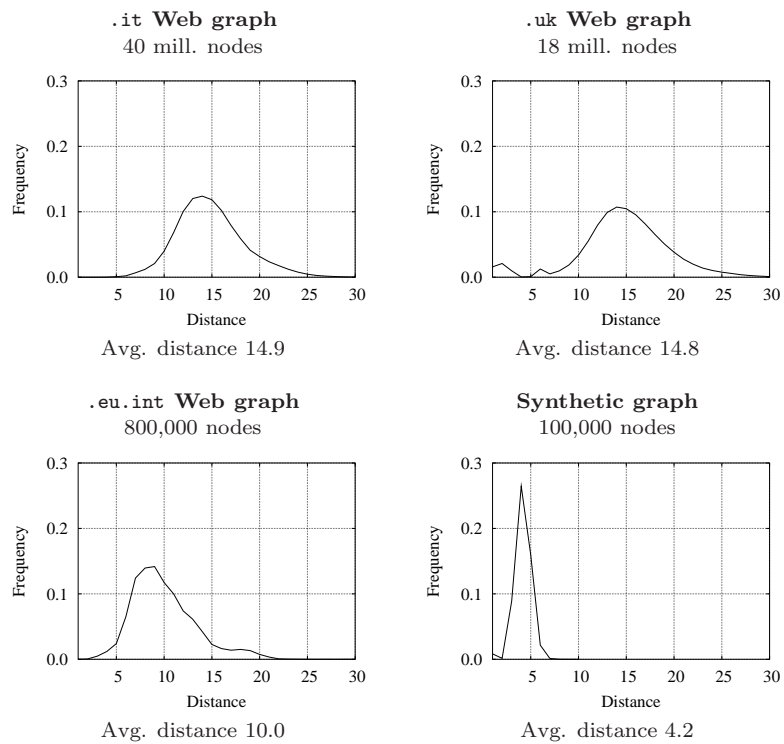 .it Web graph
40 mill. nodes
0.3
0.2
0.1
0.0
Frequency
5 10 15 20 25 30
Distance
Avg. distance 14.9
.uk Web graph
18 mill. nodes
0.3
0.2
0.1
0.0
Frequency
5 10 15 20 25 30
Distance
Avg. distance 14.8
.eu.int Web graph
800,000 nodes
0.3
0.2
0.1
0.0
Frequency
5 10 15 20 25 30
Distance
Avg. distance 10.0
Synthetic graph
100,000 nodes
0.3
0.2
0.1
0.0
Frequency
5 10 15 20 25 30
Distance
Avg. distance 4.2